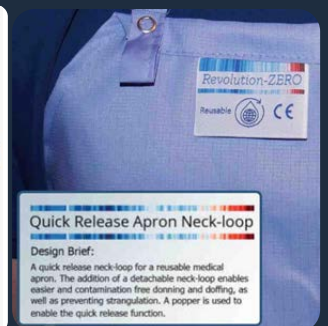 Revolution-ZERO
Reusable
CE
Quick Release Apron Neck-loop
Design Brief:
A quick release neck-loop for a reusable medical
apron. The addition of a detachable neck-loop enables
easier and contamination free donning and doffing, as
well as preventing strangulation. A popper is used to
enable the quick release function.